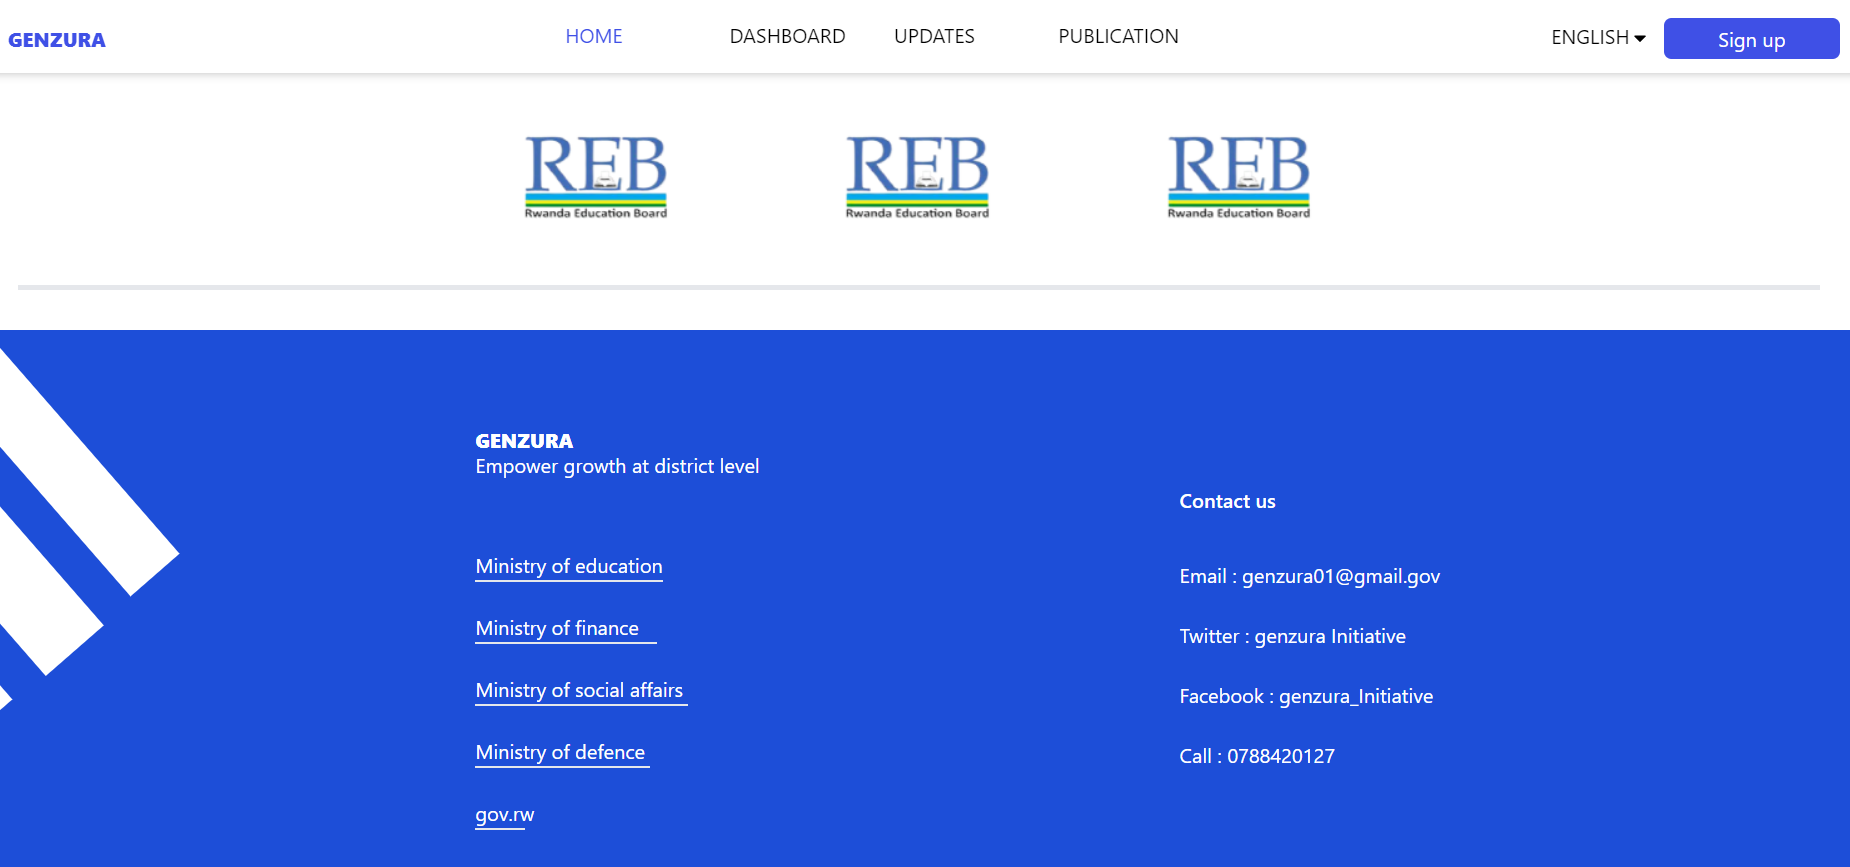 GENZURA
HOME DASHBOARD UPDATES PUBLICATION ENGLISH Sign up
REB REB REB
Rwanda Education Board Rwanda Education Board Rwanda Education Board
GENZURA
Empower growth at district level
Ministry of education
Ministry of finance
Ministry of social affairs
Ministry of defence
gov.rw
Contact us
Email : genzura01@gmail.gov
Twitter : genzura Initiative
Facebook : genzura_Initiative
Call : 0788420127